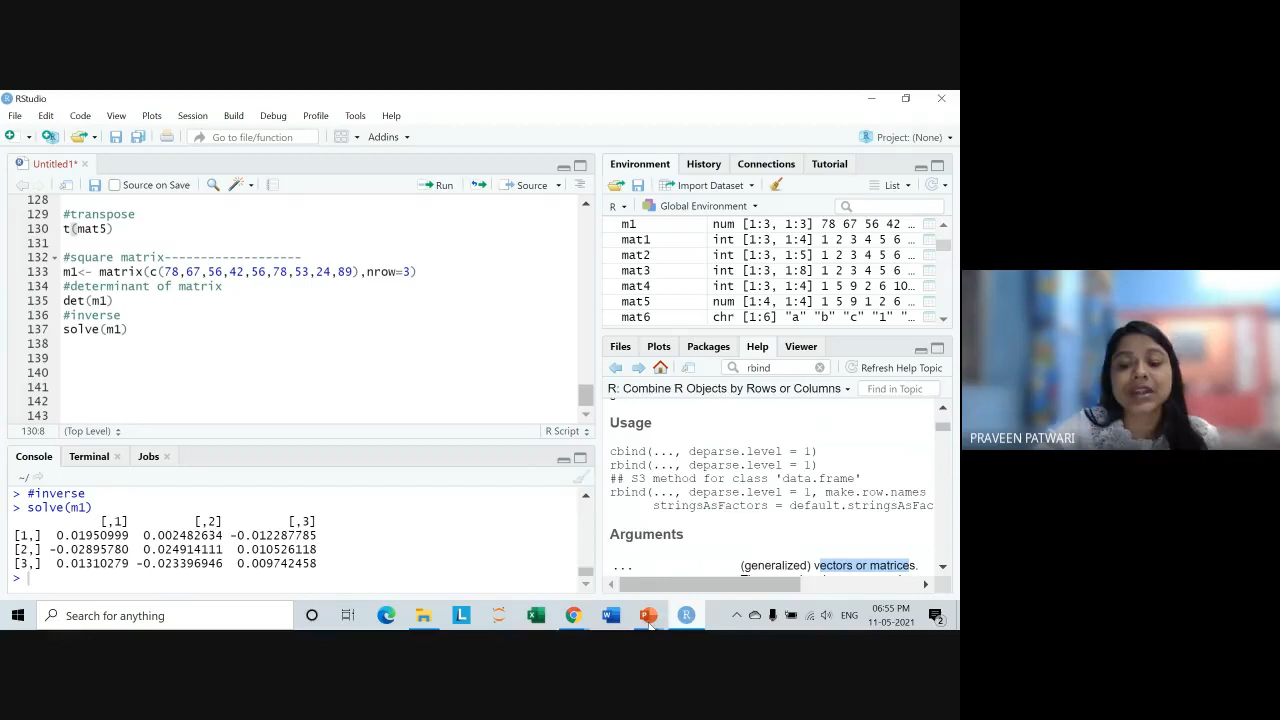 RStudio
File Edit Code View Plots Session Build Debug Profile Tools Help
Go to file/function
Addins
Project: (None)
Untitled1*
Source on Save
Run
Source
128
129 #transpose
130 t(mat5)
131
132 #square matrix-------------------
133 m1<- matrix(c(78,67,56,42,56,78,53,24,89),nrow=3)
134 #determinant of matrix
135 det(m1)
136 #inverse
137 solve(m1)
138
139
140
141
142
143
130:8 (Top Level) R Script
Console Terminal Jobs
~/
> #inverse
> solve(m1)
[,1] [,2] [,3]
[1,] 0.01950999 0.002482634 -0.012287785
[2,] -0.02895780 0.024914111 0.010526118
[3,] 0.01310279 -0.023396946 0.009742458
>
Environment History Connections Tutorial
Import Dataset List
R Global Environment
m1 num [1:3, 1:3] 78 67 56 42 ...
mat1 int [1:3, 1:4] 1 2 3 4 5 6 ...
mat2 int [1:3, 1:5] 1 2 3 4 5 6 ...
mat3 int [1:3, 1:8] 1 2 3 4 5 6 ...
mat4 int [1:3, 1:4] 1 5 9 2 6 10...
mat5 num [1:4, 1:4] 1 5 9 1 2 6...
mat6 chr [1:6] "a" "b" "c" "1" "...
Files Plots Packages Help Viewer
rbind
Refresh Help Topic
R: Combine R Objects by Rows or Columns
Find in Topic
Usage
cbind(..., deparse.level = 1)
rbind(..., deparse.level = 1)
## S3 method for class 'data.frame'
rbind(..., deparse.level = 1, make.row.names
stringsAsFactors = default.stringsAsFac
Arguments
... (generalized) vectors or matrices.
Search for anything
ENG
06:55 PM
11-05-2021
2
PRAVEEN PATWARI